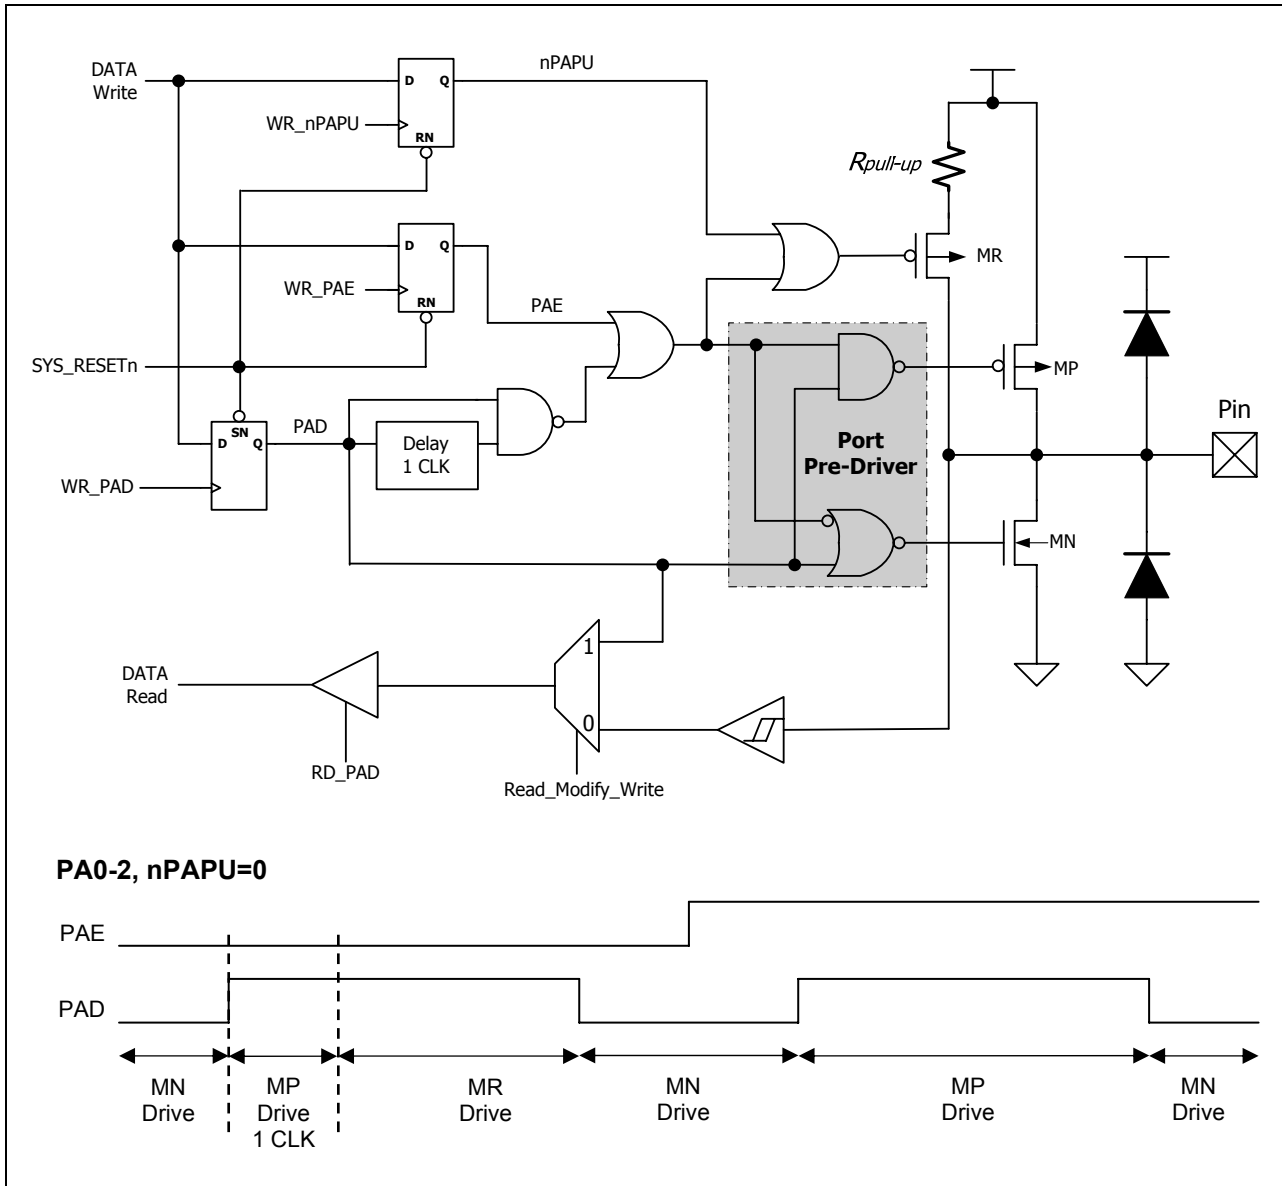 DATA
Write
D
Q
nPAPU
WR_nPAPU
RN
Rpull-up
D
Q
MR
WR_PAE
PAE
RN
SYS_RESETn
MP
SN
PAD
Pin
D
Q
Delay
1 CLK
Port
Pre-Driver
WR_PAD
MN
1
DATA
Read
0
RD_PAD
Read_Modify_Write
PA0-2, nPAPU=0
PAE
PAD
MN
Drive
MP
Drive
1 CLK
MR
Drive
MN
Drive
MP
Drive
MN
Drive